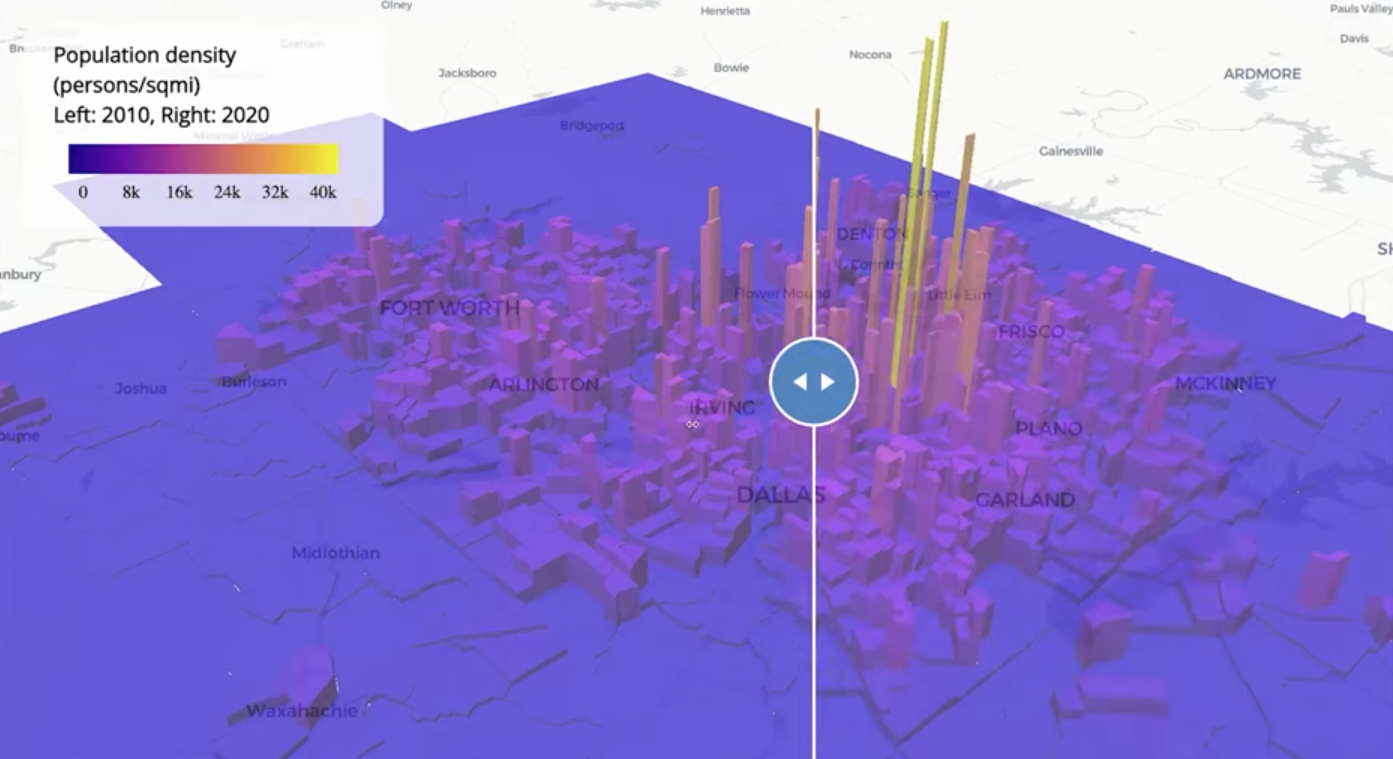 Olney
Henrietta
Pauls Valley
Davis
Graham
Nocona
Population density
(persons/sqmi)
Left: 2010, Right: 2020
Jacksboro
Bowie
ARDMORE
Mineral Wells
Bridgeport
Gainesville
0 8k 16k 24k 32k 40k
Sanger
DENTON
Corinth
Flower Mound
Little Elm
FORT WORTH
FRISCO
Joshua
Burleson
ARLINGTON
MCKINNEY
IRVING
PLANO
DALLAS
GARLAND
Midlothian
Waxahachie